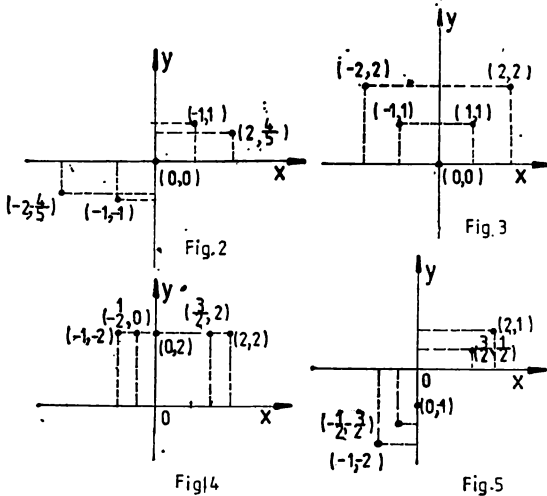 y
(-1,1)
(2,4/5)
(0,0)
x
(-2,-4/5)
(-1,-1)
Fig.2
y
(-2,2)
(2,2)
(-1,1)
(1,1)
(0,0)
x
Fig.3
y
(-1/2,0)
(3/2,2)
(-1,-2)
(0,2)
(2,2)
0
x
Fig.4
y
(2,1)
(3/2,1/2)
0
x
(0,-1)
(-1/2,-3/2)
(-1,-2)
Fig.5